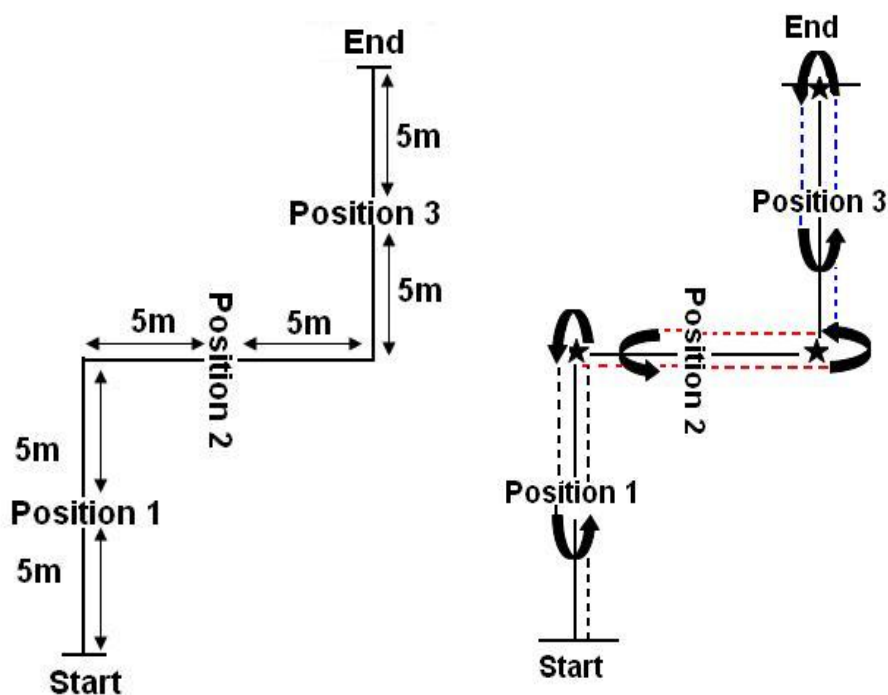 End
5m
Position 3
5m
5m
5m
Position 2
5m
Position 1
5m
Start
End
Position 3
Position 2
Position 1
Start